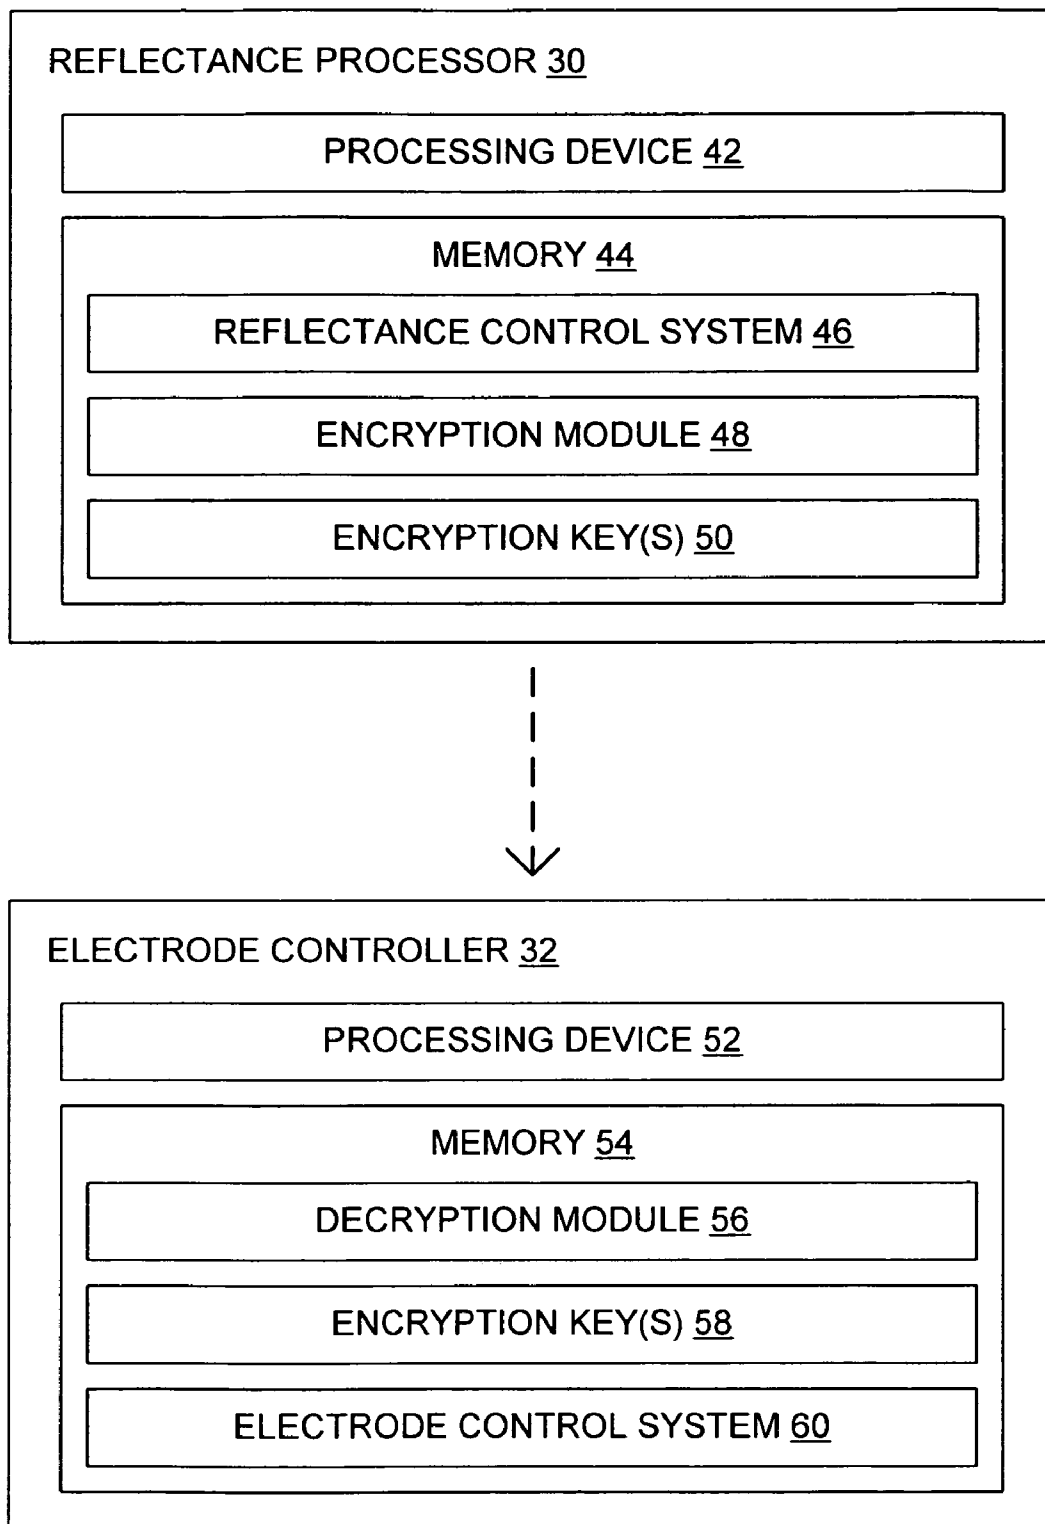 REFLECTANCE PROCESSOR 30
PROCESSING DEVICE 42
MEMORY 44
REFLECTANCE CONTROL SYSTEM 46
ENCRYPTION MODULE 48
ENCRYPTION KEY(S) 50
ELECTRODE CONTROLLER 32
PROCESSING DEVICE 52
MEMORY 54
DECRYPTION MODULE 56
ENCRYPTION KEY(S) 58
ELECTRODE CONTROL SYSTEM 60